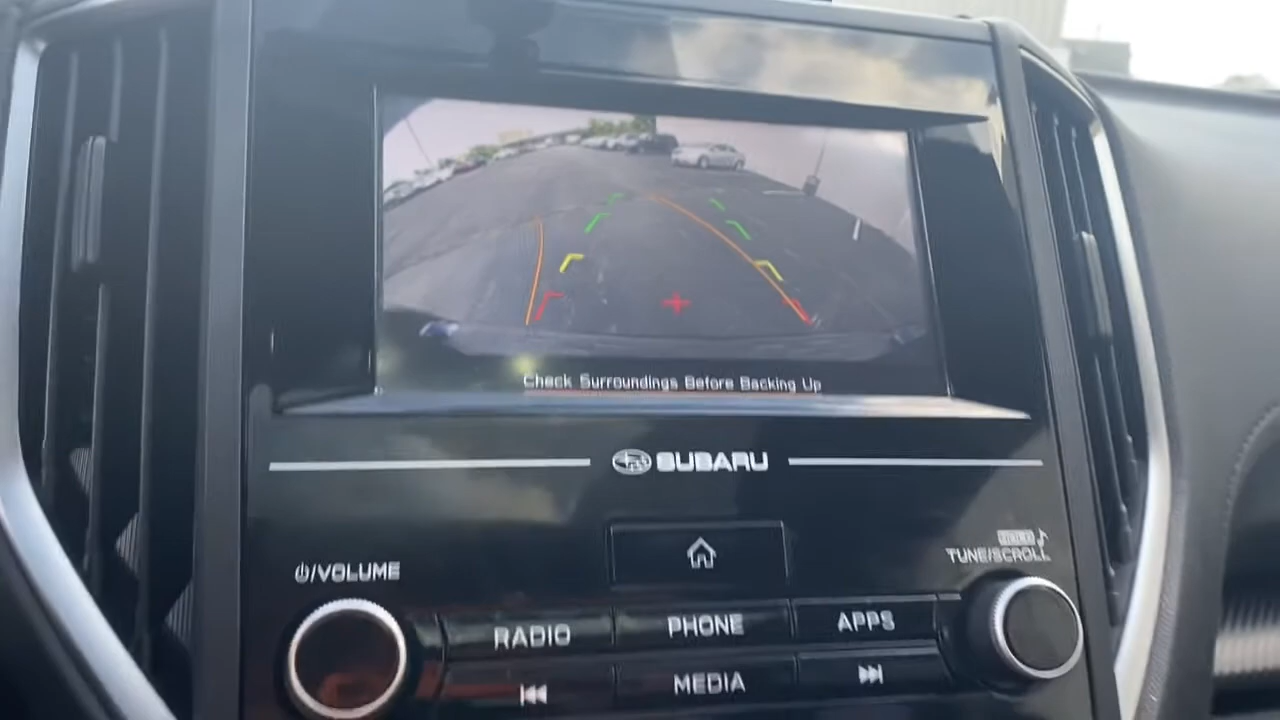 Check Surroundings Before Backing Up
SUBARU
/VOLUME
TUNE/SCROLL
RADIO
PHONE
APPS
MEDIA